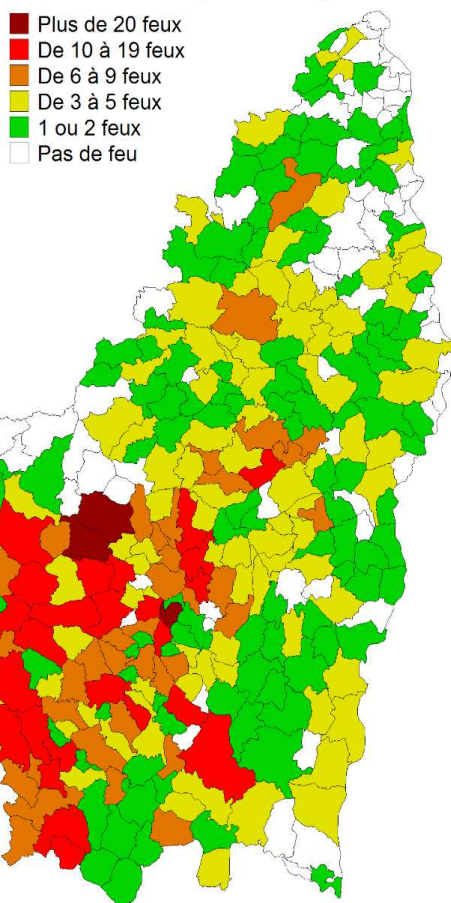 Plus de 20 feux
De 10 à 19 feux
De 6 à 9 feux
De 3 à 5 feux
1 ou 2 feux
Pas de feu